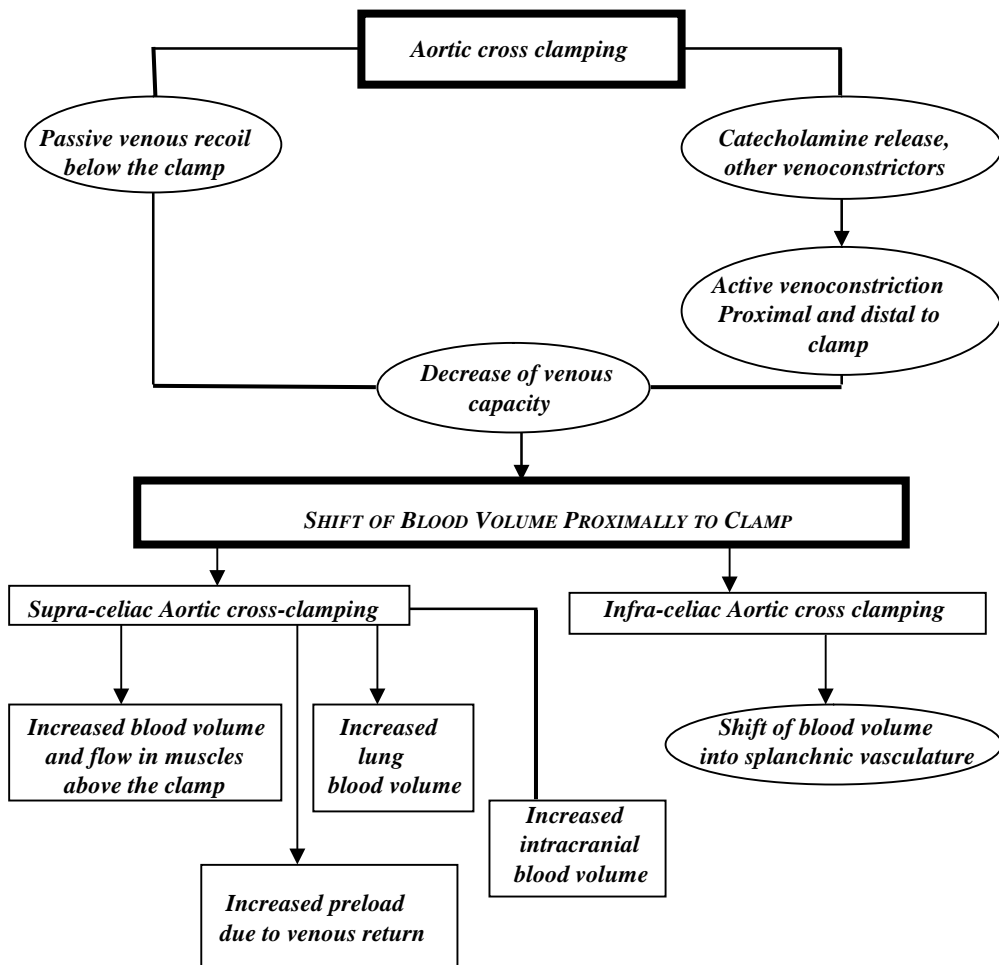 Aortic cross clamping
Passive venous recoil
below the clamp
Catecholamine release,
other venoconstrictors
Active venoconstriction
Proximal and distal to
clamp
Decrease of venous
capacity
SHIFT OF BLOOD VOLUME PROXIMALLY TO CLAMP
Supra-celiac Aortic cross-clamping
Infra-celiac Aortic cross clamping
Increased blood volume
and flow in muscles
above the clamp
Increased
lung
blood volume
Shift of blood volume
into splanchnic vasculature
Increased
intracranial
blood volume
Increased preload
due to venous return